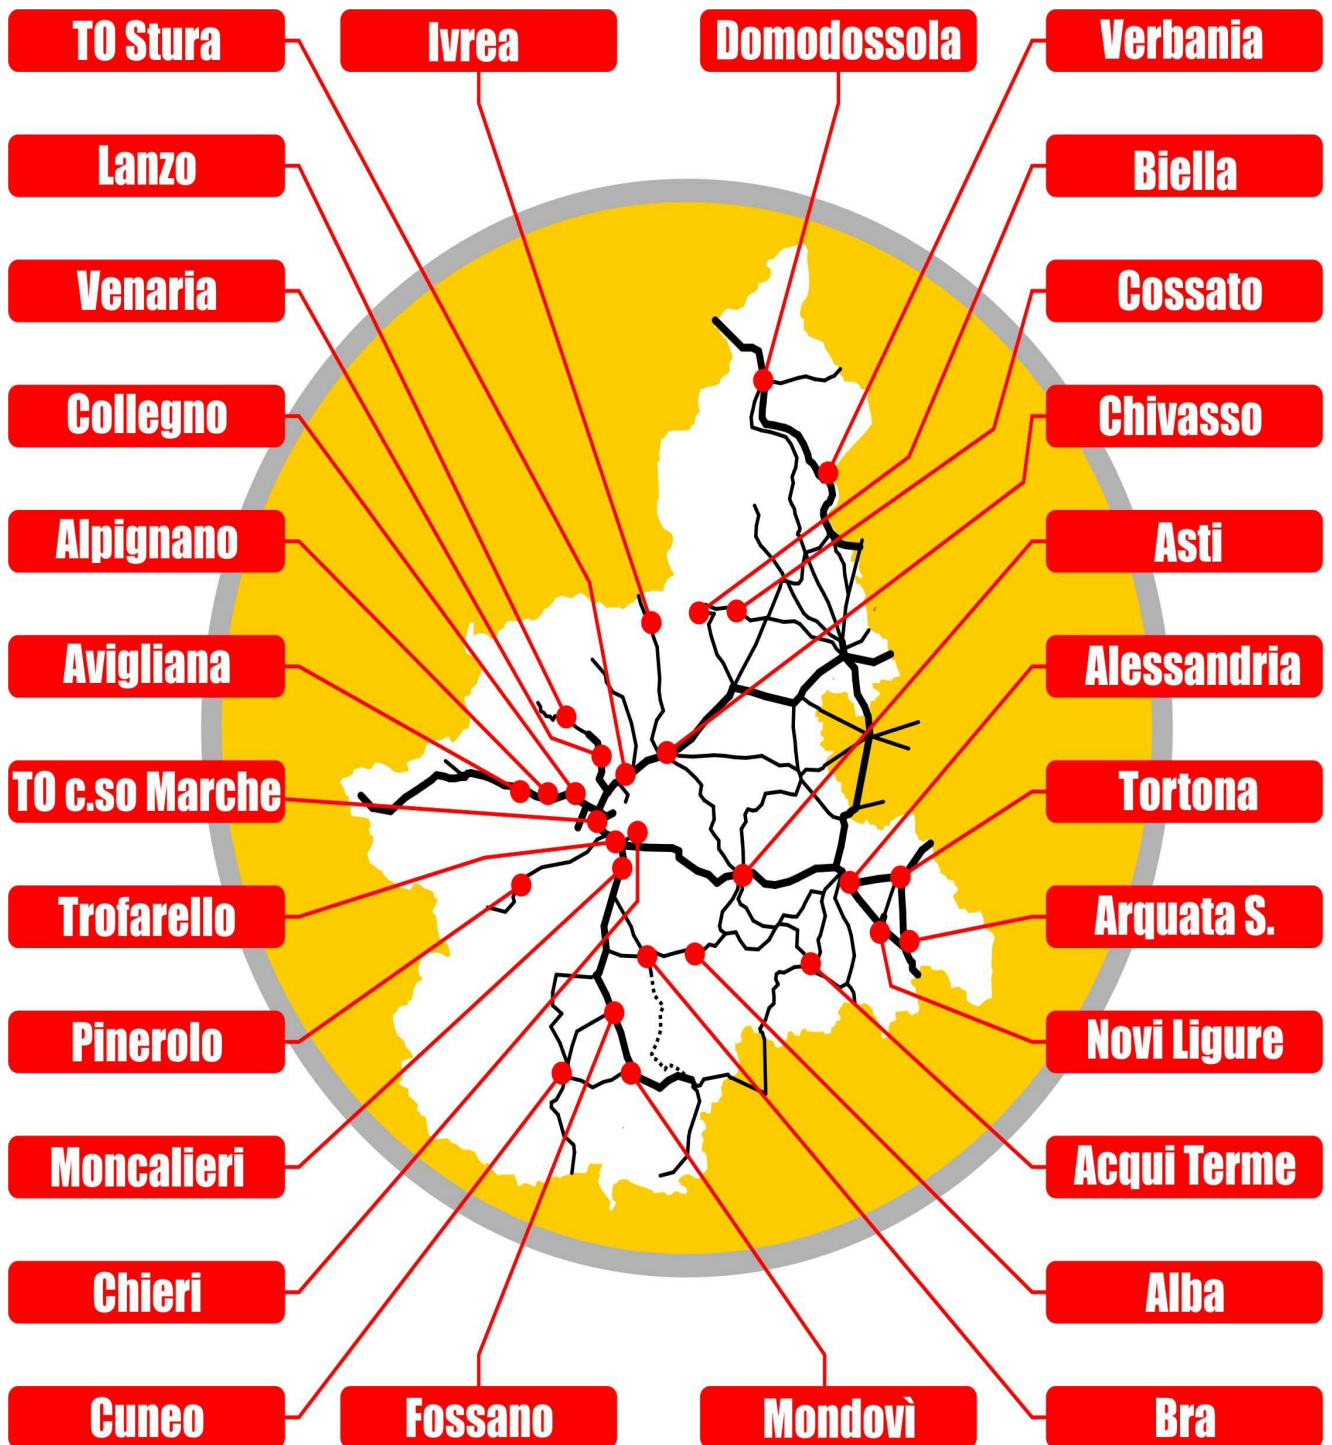 TO Stura
Ivrea
Domodossola
Verbania
Lanzo
Biella
Venaria
Cossato
Collegno
Chivasso
Alpignano
Asti
Avigliana
Alessandria
TO c.so Marche
Tortona
Trofarello
Arquata S.
Pinerolo
Novi Ligure
Moncalieri
Acqui Terme
Chieri
Alba
Cuneo
Fossano
Mondovì
Bra